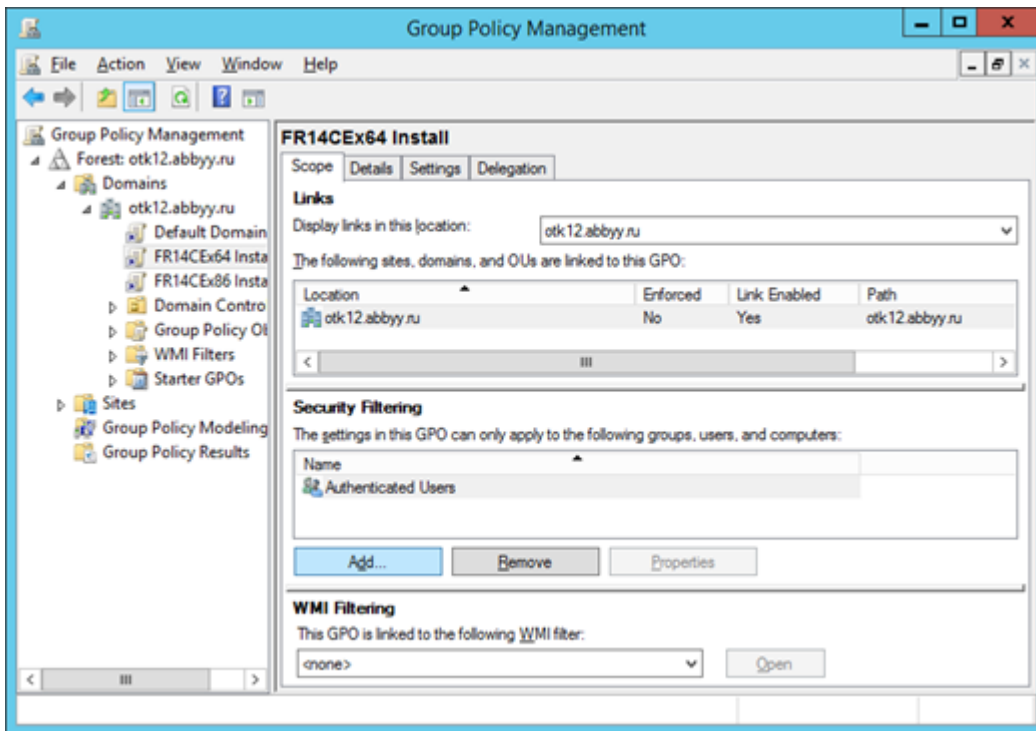 Group Policy Management
File Action View Window Help
Group Policy Management
Forest: otk12.abbyy.ru
Domains
otk12.abbyy.ru
Default Domain
FR14CEx64 Insta
FR14CEx86 Insta
Domain Contro
Group Policy Ob
WMI Filters
Starter GPOs
Sites
Group Policy Modeling
Group Policy Results
FR14CEx64 Install
Scope Details Settings Delegation
Links
Display links in this location: otk12.abbyy.ru
The following sites, domains, and OUs are linked to this GPO:
Location Enforced Link Enabled Path
otk12.abbyy.ru No Yes otk12.abbyy.ru
Security Filtering
The settings in this GPO can only apply to the following groups, users, and computers:
Name
Authenticated Users
Add... Remove Properties
WMI Filtering
This GPO is linked to the following WMI filter:
<none> Open